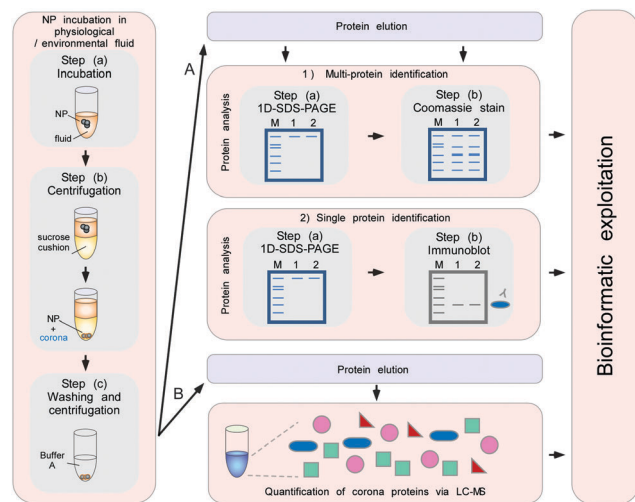 NP incubation in
physiological
/ environmental fluid
Step (a)
Incubation
NP
fluid
Step (b)
Centrifugation
sucrose
cushion
NP
+
corona
Step (c)
Washing and
centrifugation
Buffer
A
A
B
Protein elution
1) Multi-protein identification
Protein analysis
Step (a)
1D-SDS-PAGE
M 1 2
Step (b)
Coomassie stain
M 1 2
2) Single protein identification
Protein analysis
Step (a)
1D-SDS-PAGE
M 1 2
Step (b)
Immunoblot
M 1 2
Protein elution
Quantification of corona proteins via LC-MS
Bioinformatic exploitation